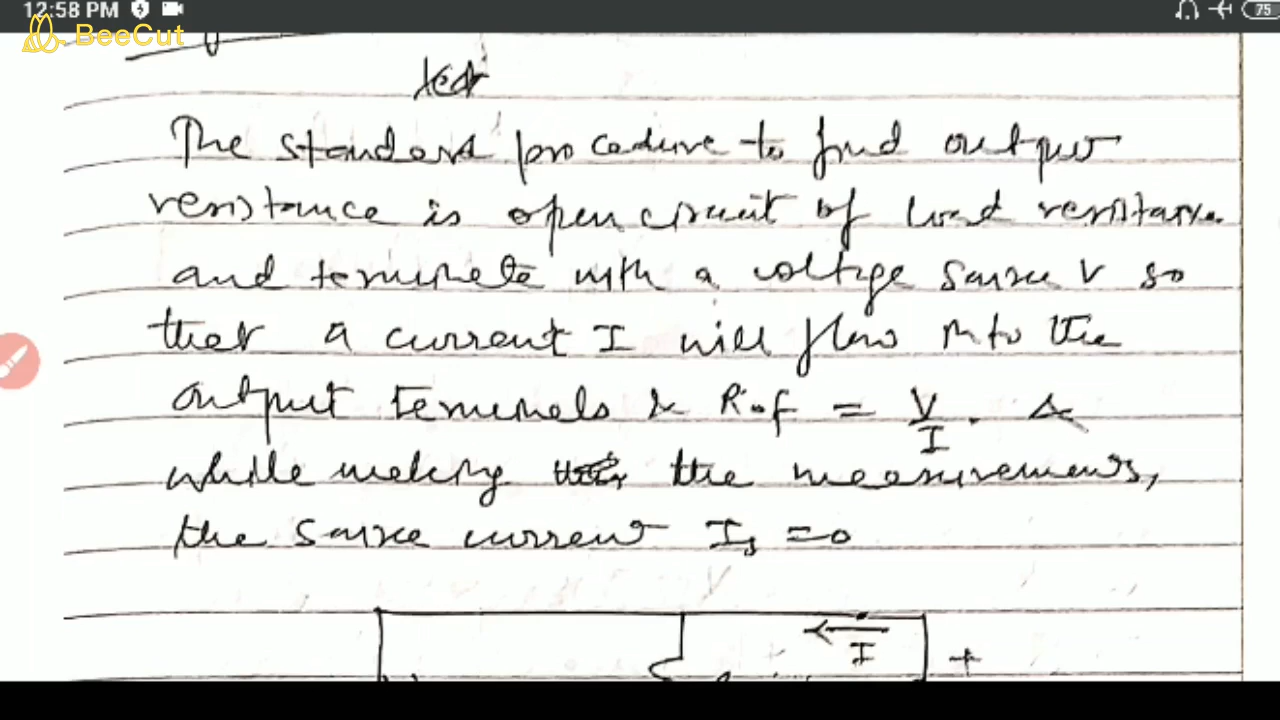 12:58 PM 75
BeeCut
The standard procedure to find output
resistance is open circuit of load resistance
and terminate with a voltage source V so
that a current I will flow into the
output terminals & Rof = V/I . &
while making the measurements,
the source current Is = 0
I +